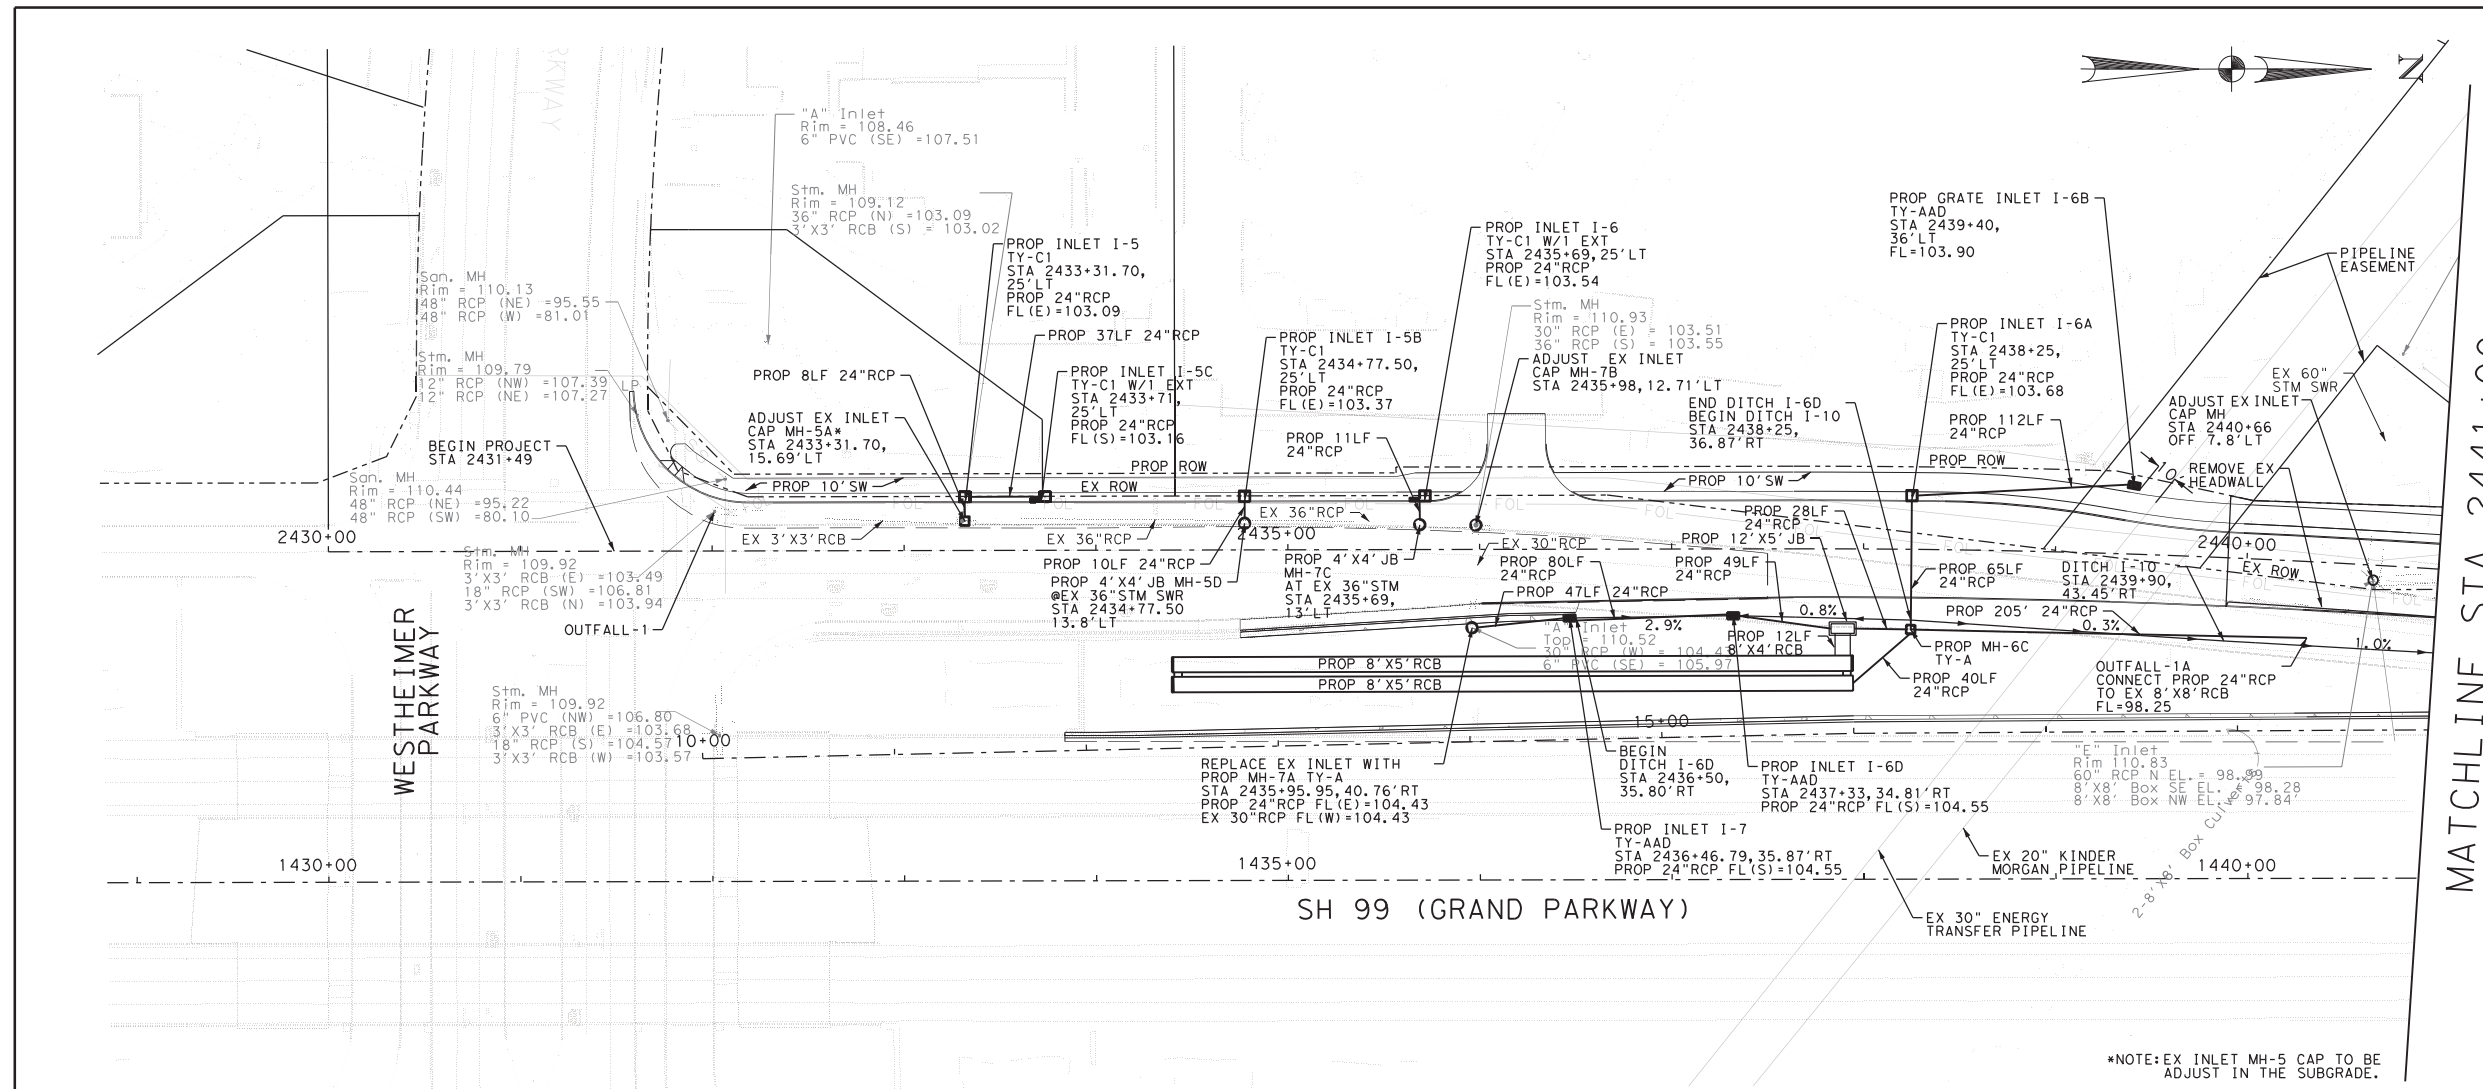 RKWAY
"A" Inlet
Rim = 108.46
6" PVC (SE) =107.51
Stm. MH
Rim = 109.12
36" RCP (N) =103.09
3'X3' RCB (S) =103.02
N
PROP INLET I-5
TY-C1
STA 2433+31.70,
25'LT
PROP 24"RCP
FL(E)=103.09
PROP INLET I-6
TY-C1 W/1 EXT
STA 2435+69,25'LT
PROP 24"RCP
FL(E)=103.54
PROP GRATE INLET I-6B
TY-AAD
STA 2439+40,
36'LT
FL=103.90
PIPELINE
EASEMENT
San. MH
Rim = 110.13
48" RCP (NE) =95.55
48" RCP (W) =81.01
Stm. MH
Rim = 109.79
12" RCP (NW) =107.39
12" RCP (NE) =107.27
LP
PROP 37LF 24"RCP
PROP 8LF 24"RCP
PROP INLET I-5C
TY-C1 W/1 EXT
STA 2433+71,
25'LT
PROP 24"RCP
FL(S)=103.16
PROP INLET I-5B
TY-C1
STA 2434+77.50,
25'LT
PROP 24"RCP
FL(E)=103.37
Stm. MH
Rim = 110.93
30" RCP (E) = 103.51
36" RCP (S) = 103.55
ADJUST EX INLET
CAP MH-7B
STA 2435+98,12.71'LT
PROP INLET I-6A
TY-C1
STA 2438+25,
25'LT
PROP 24"RCP
FL(E)=103.68
EX 60"
STM SWR
ADJUST EX INLET
CAP MH
STA 2440+66
OFF 7.8'LT
ADJUST EX INLET
CAP MH-5A*
STA 2433+31.70,
15.69'LT
BEGIN PROJECT
STA 2431+49
PROP 11LF
24"RCP
END DITCH I-6D
BEGIN DITCH I-10
STA 2438+25,
36.87'RT
PROP 112LF
24"RCP
San. MH
Rim = 110.44
48" RCP (NE) =95.22
48" RCP (SW) =80.10
PROP 10'SW
PROP ROW
EX ROW
PROP 10'SW
PROP ROW
10'
REMOVE EX
HEADWALL
FOL
FOL
FOL
FOL
FOL
FOL
FOL
FOL
FOL
2430+00
EX 3'X3'RCB
EX 36"RCP
2435+00
EX 36"RCP
EX 30"RCP
PROP 28LF
24"RCP
PROP 12'X5'JB
2440+00
EX ROW
Stm. MH
Rim = 109.92
3'X3' RCB (E) =103.49
18" RCP (SW) =106.81
3'X3' RCB (N) =103.94
OUTFALL-1
PROP 10LF 24"RCP
PROP 4'X4'JB MH-5D
@EX 36"STM SWR
STA 2434+77.50
13.8'LT
PROP 4'X4'JB
MH-7C
AT EX 36"STM
STA 2435+69,
13'LT
PROP 80LF
24"RCP
PROP 47LF 24"RCP
PROP 49LF
24"RCP
PROP 65LF
24"RCP
DITCH I-10
STA 2439+90,
43.45'RT
PROP 205' 24"RCP
0.8%
2.9%
0.3%
1.0%
"A" Inlet
Top = 110.52
30" RCP (W) = 104.43
6" PVC (SE) = 105.97
PROP 12LF
8'X4'RCB
PROP MH-6C
TY-A
PROP 40LF
24"RCP
PROP 8'X5'RCB
PROP 8'X5'RCB
OUTFALL-1A
CONNECT PROP 24"RCP
TO EX 8'X8'RCB
FL=98.25
WESTHEIMER
PARKWAY
Stm. MH
Rim = 109.92
6" PVC (NW) =106.80
3'X3' RCB (E) =103.68
18" RCP (S) =104.57
3'X3' RCB (W) =103.57
10+00
15+00
REPLACE EX INLET WITH
PROP MH-7A TY-A
STA 2435+95.95,40.76'RT
PROP 24"RCP FL(E)=104.43
EX 30"RCP FL(W)=104.43
BEGIN
DITCH I-6D
STA 2436+50,
35.80'RT
PROP INLET I-6D
TY-AAD
STA 2437+33,34.81'RT
PROP 24"RCP FL(S)=104.55
"E" Inlet
Rim 110.83
60" RCP N EL.= 98.99
8'X8' Box SE EL. 98.28
8'X8' Box NW EL. 97.84'
PROP INLET I-7
TY-AAD
STA 2436+46.79,35.87'RT
PROP 24"RCP FL(S)=104.55
EX 20" KINDER
MORGAN PIPELINE
2-8'X8' Box Culverts
1430+00
1435+00
1440+00
SH 99 (GRAND PARKWAY)
EX 30" ENERGY
TRANSFER PIPELINE
MATCHLINE STA
*NOTE:EX INLET MH-5 CAP TO BE
ADJUST IN THE SUBGRADE.